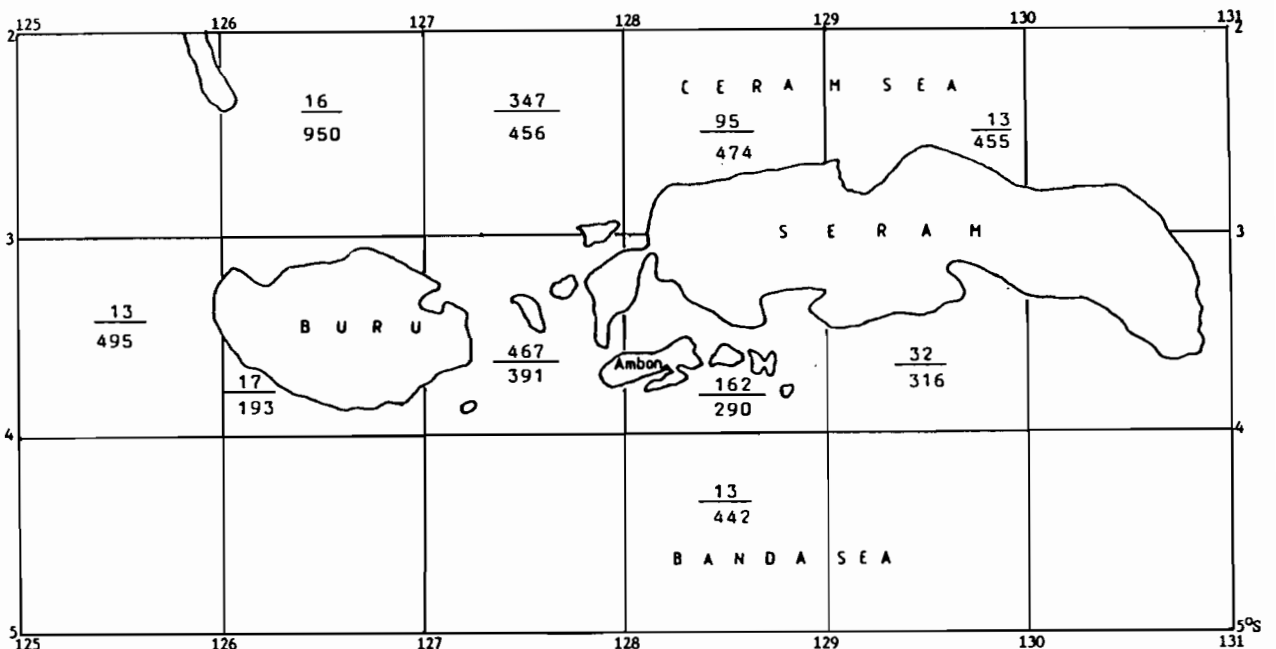 125 126 127 128 129 130 131
2 2
C E R A M S E A
16 347 95 13
950 456 474 455
3 3
S E R A M
13
495
B U R U
467 Ambon 32
391 316
17 162
193 290
4 4
13
442
B A N D A S E A
5 5°S
125 126 127 128 129 130 131